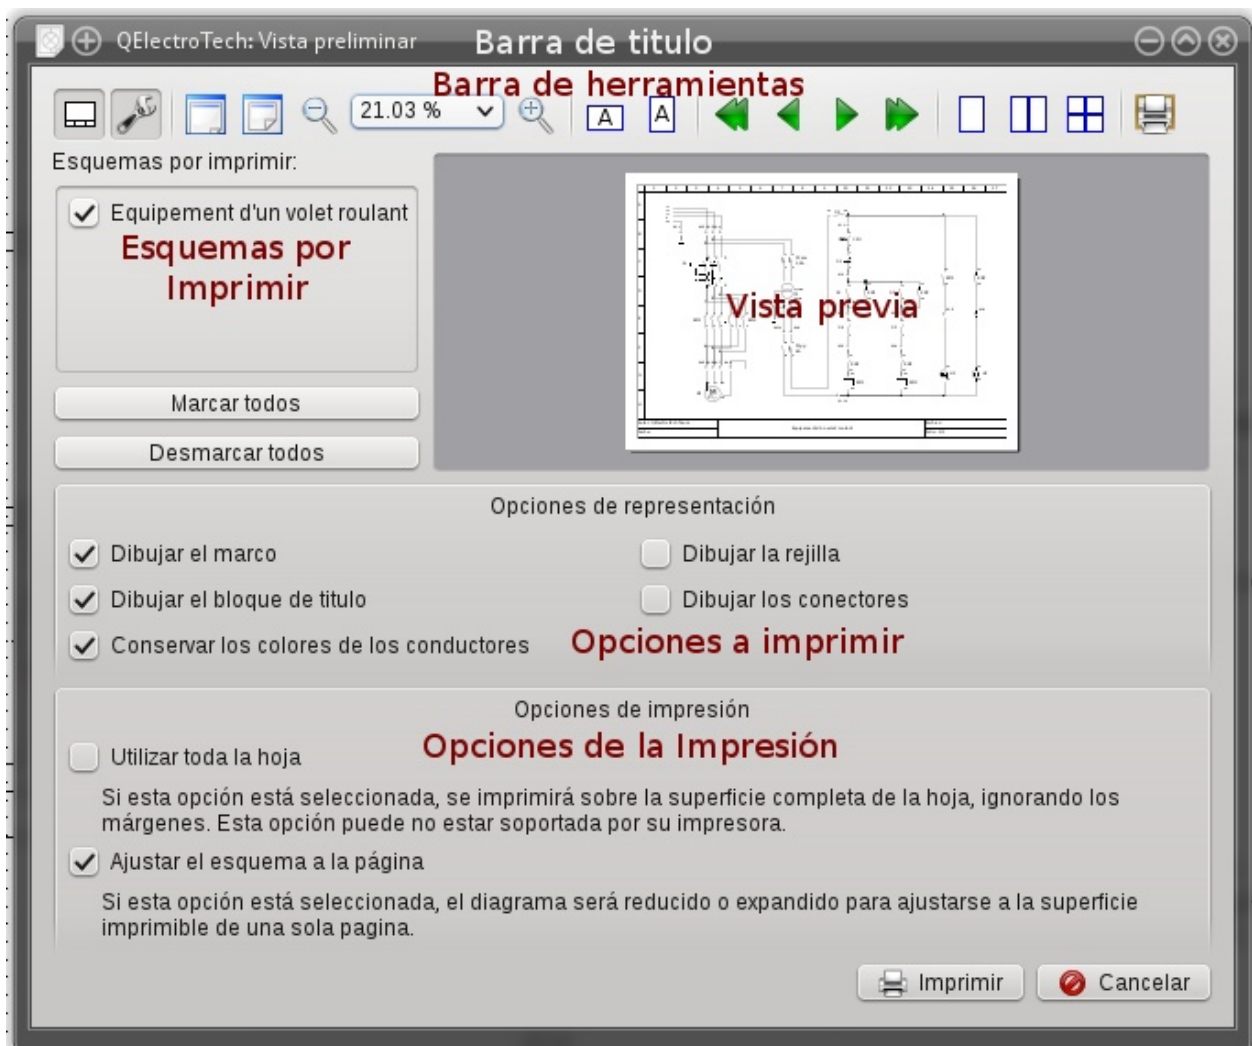 QElectroTech: Vista preliminar
Barra de titulo
Barra de herramientas
21.03 %
A
A
Esquemas por imprimir:
Equipement d'un volet roulant
Esquemas por
Imprimir
Vista previa
Marcar todos
Desmarcar todos
Opciones de representación
Dibujar el marco
Dibujar la rejilla
Dibujar el bloque de titulo
Dibujar los conectores
Conservar los colores de los conductores
Opciones a imprimir
Opciones de impresión
Opciones de la Impresión
Utilizar toda la hoja
Si esta opción está seleccionada, se imprimirá sobre la superficie completa de la hoja, ignorando los
márgenes. Esta opción puede no estar soportada por su impresora.
Ajustar el esquema a la página
Si esta opción está seleccionada, el diagrama será reducido o expandido para ajustarse a la superficie
imprimible de una sola pagina.
Imprimir
Cancelar